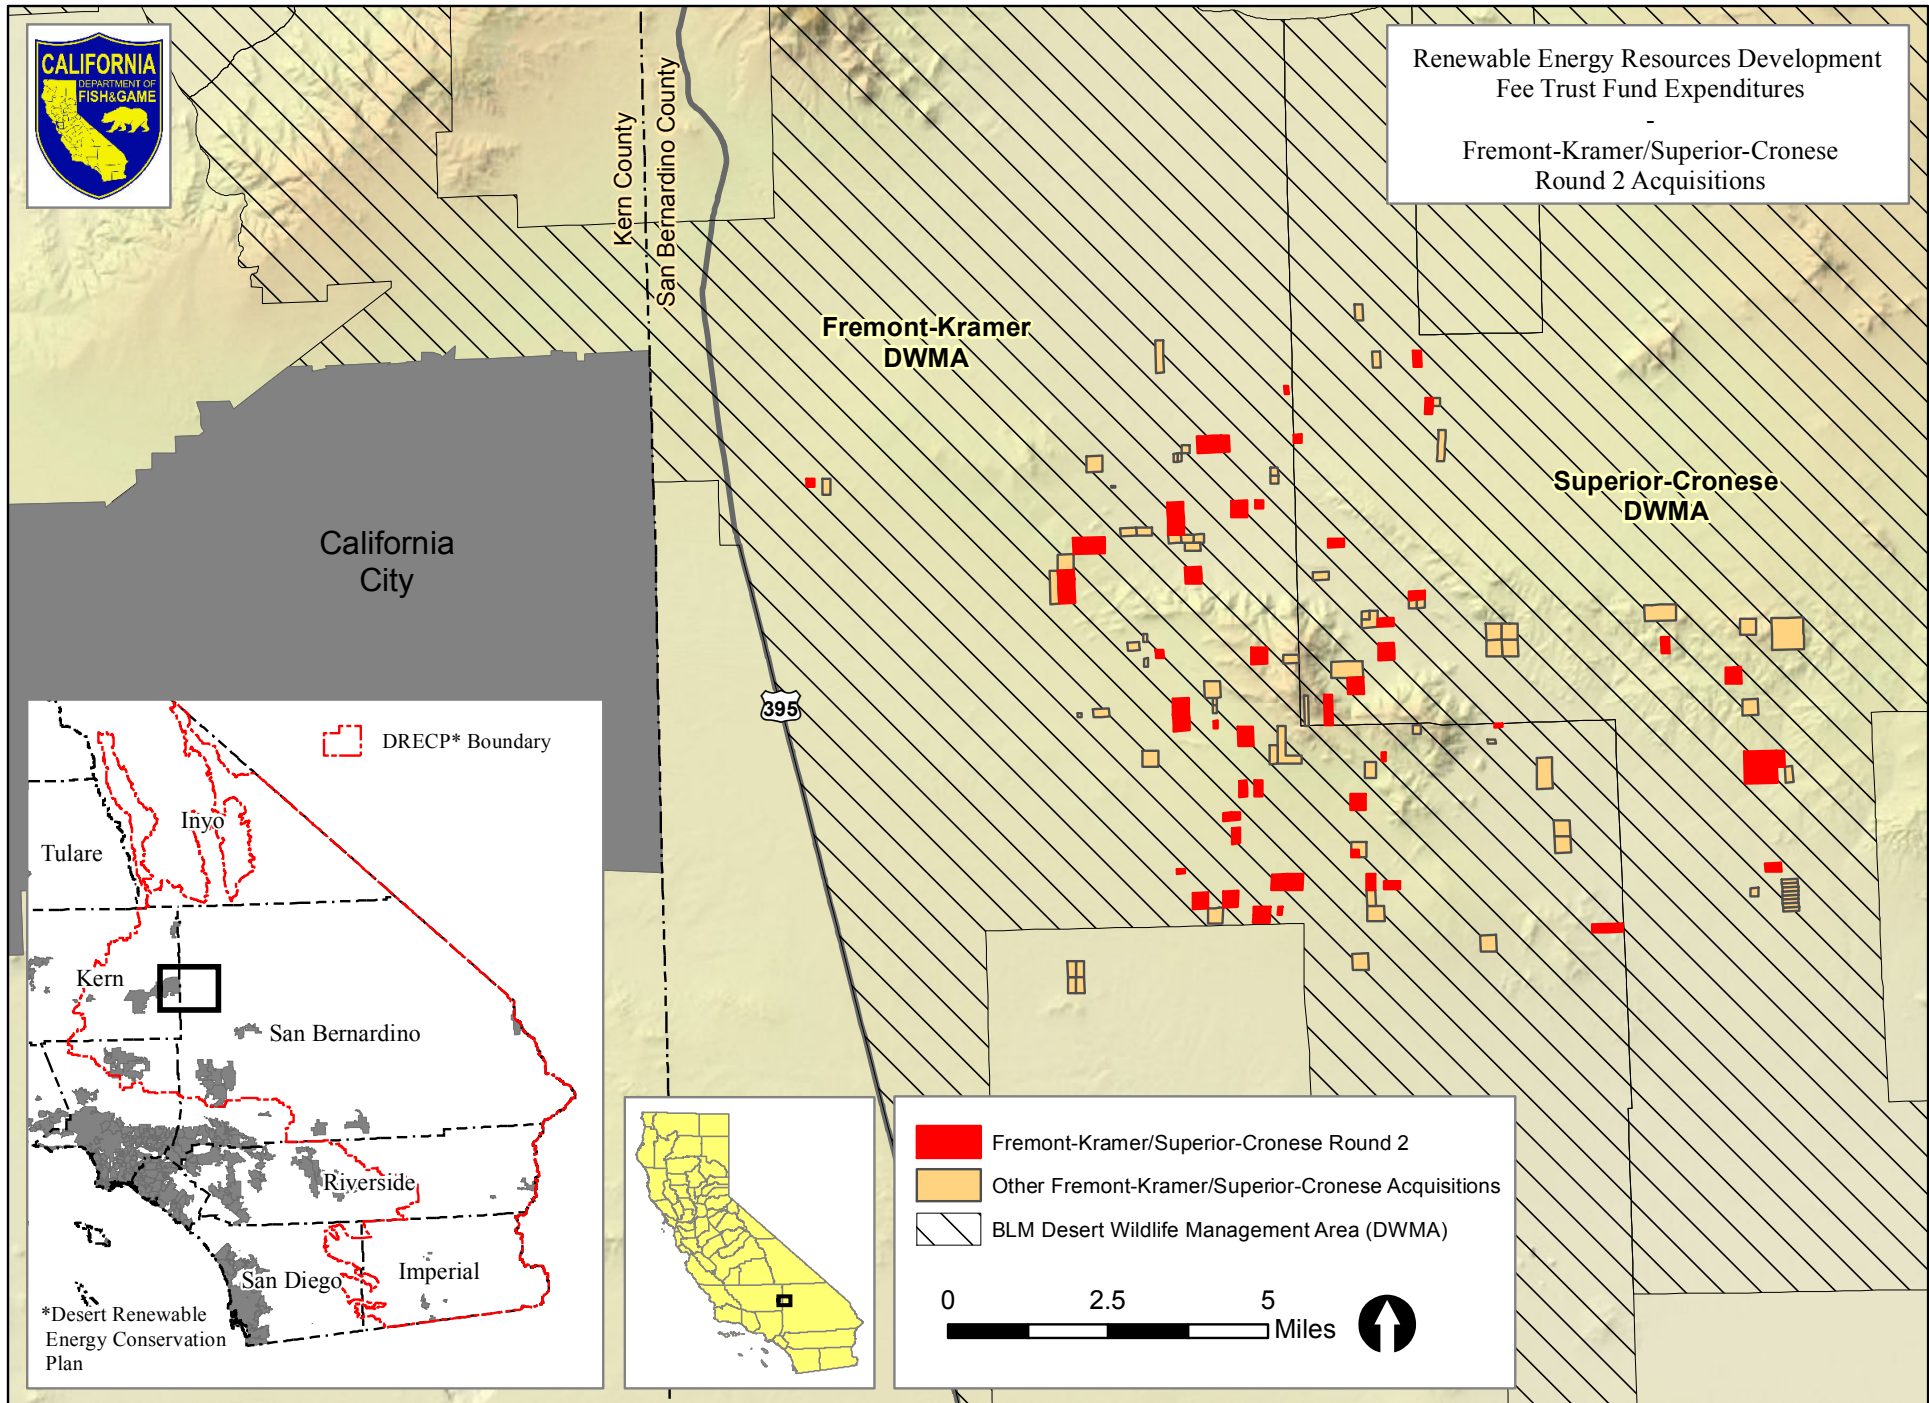 CALIFORNIA
DEPARTMENT OF
FISH&GAME
Renewable Energy Resources Development
Fee Trust Fund Expenditures
-
Fremont-Kramer/Superior-Cronese
Round 2 Acquisitions
Kern County
San Bernardino County
Fremont-Kramer
DWMA
Superior-Cronese
DWMA
California
City
395
DRECP* Boundary
Inyo
Tulare
Kern
San Bernardino
Riverside
San Diego
Imperial
*Desert Renewable
Energy Conservation
Plan
Fremont-Kramer/Superior-Cronese Round 2
Other Fremont-Kramer/Superior-Cronese Acquisitions
BLM Desert Wildlife Management Area (DWMA)
0 2.5 5
Miles